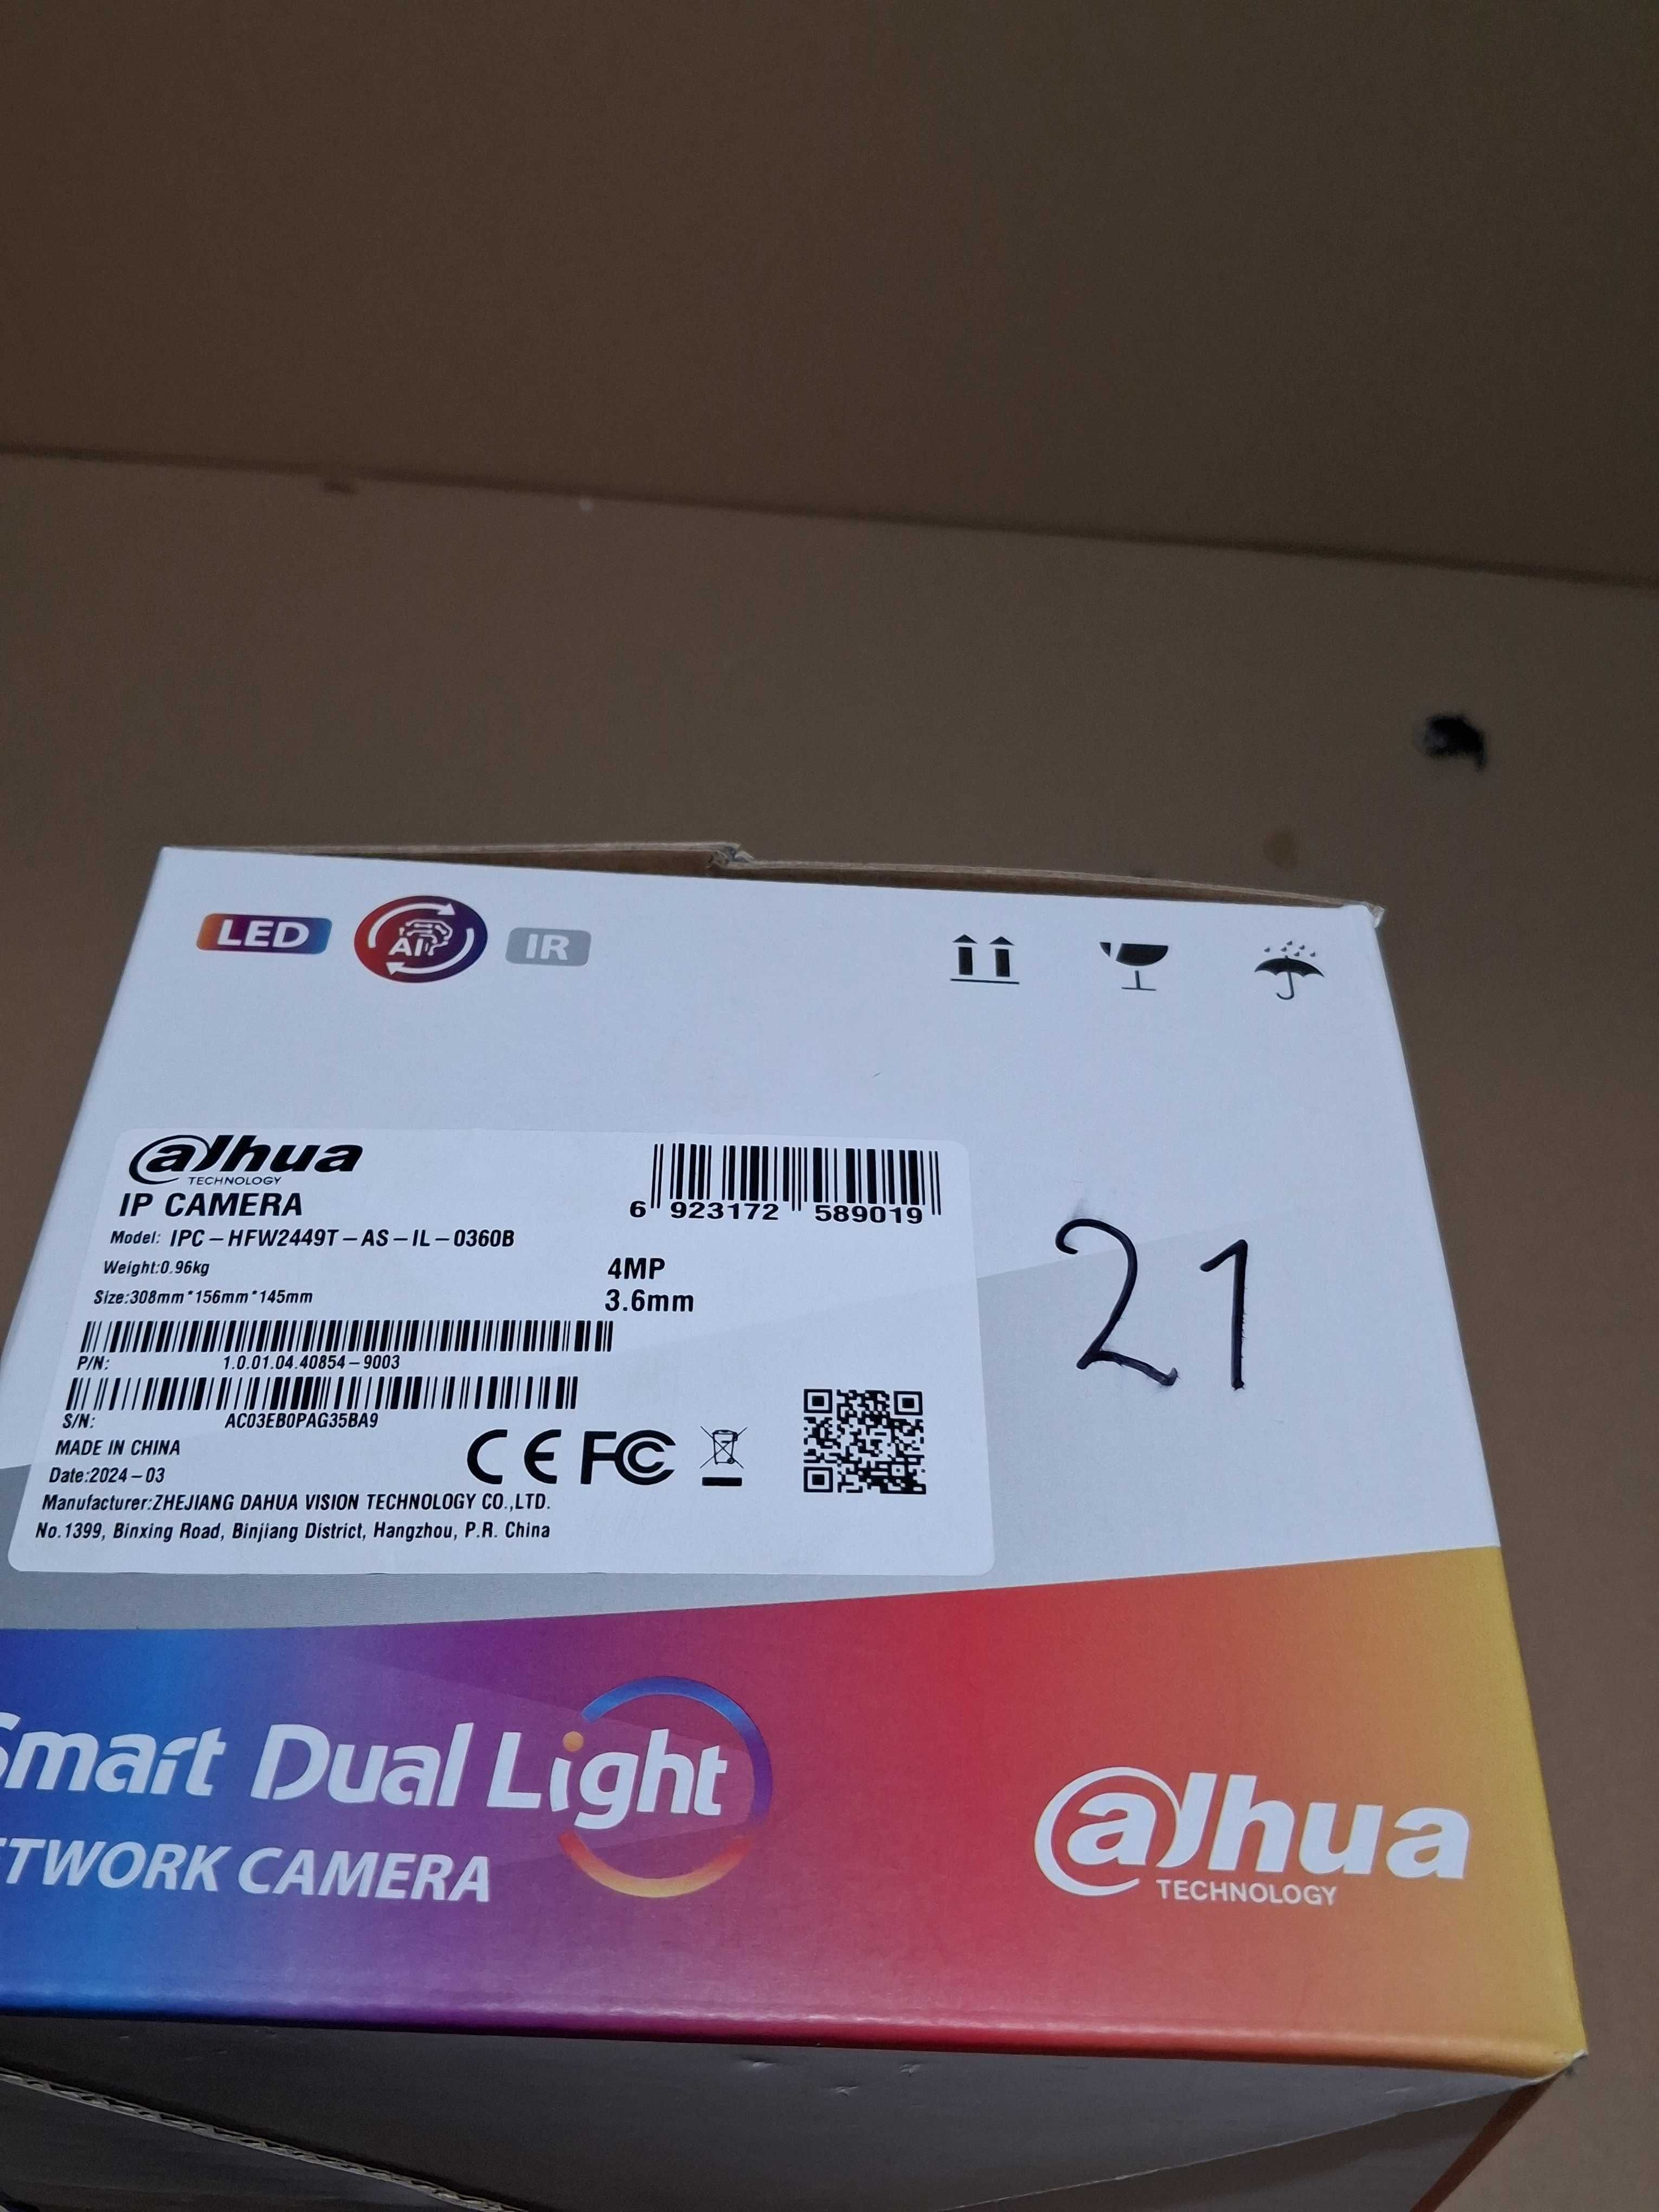 LED AI IR
alhua
TECHNOLOGY
IP CAMERA
6 923172 589019
Model: IPC-HFW2449T-AS-IL-0360B
Weight:0.96kg
4MP
Size:308mm*156mm*145mm
3.6mm
P/N: 1.0.01.04.40854-9003
S/N: AC03EB0PAG35BA9
MADE IN CHINA
Date:2024-03
CE FC
Manufacturer:ZHEJIANG DAHUA VISION TECHNOLOGY CO.,LTD.
No.1399, Binxing Road, Binjiang District, Hangzhou, P.R. China
21
Smart Dual Light
ETWORK CAMERA
alhua
TECHNOLOGY